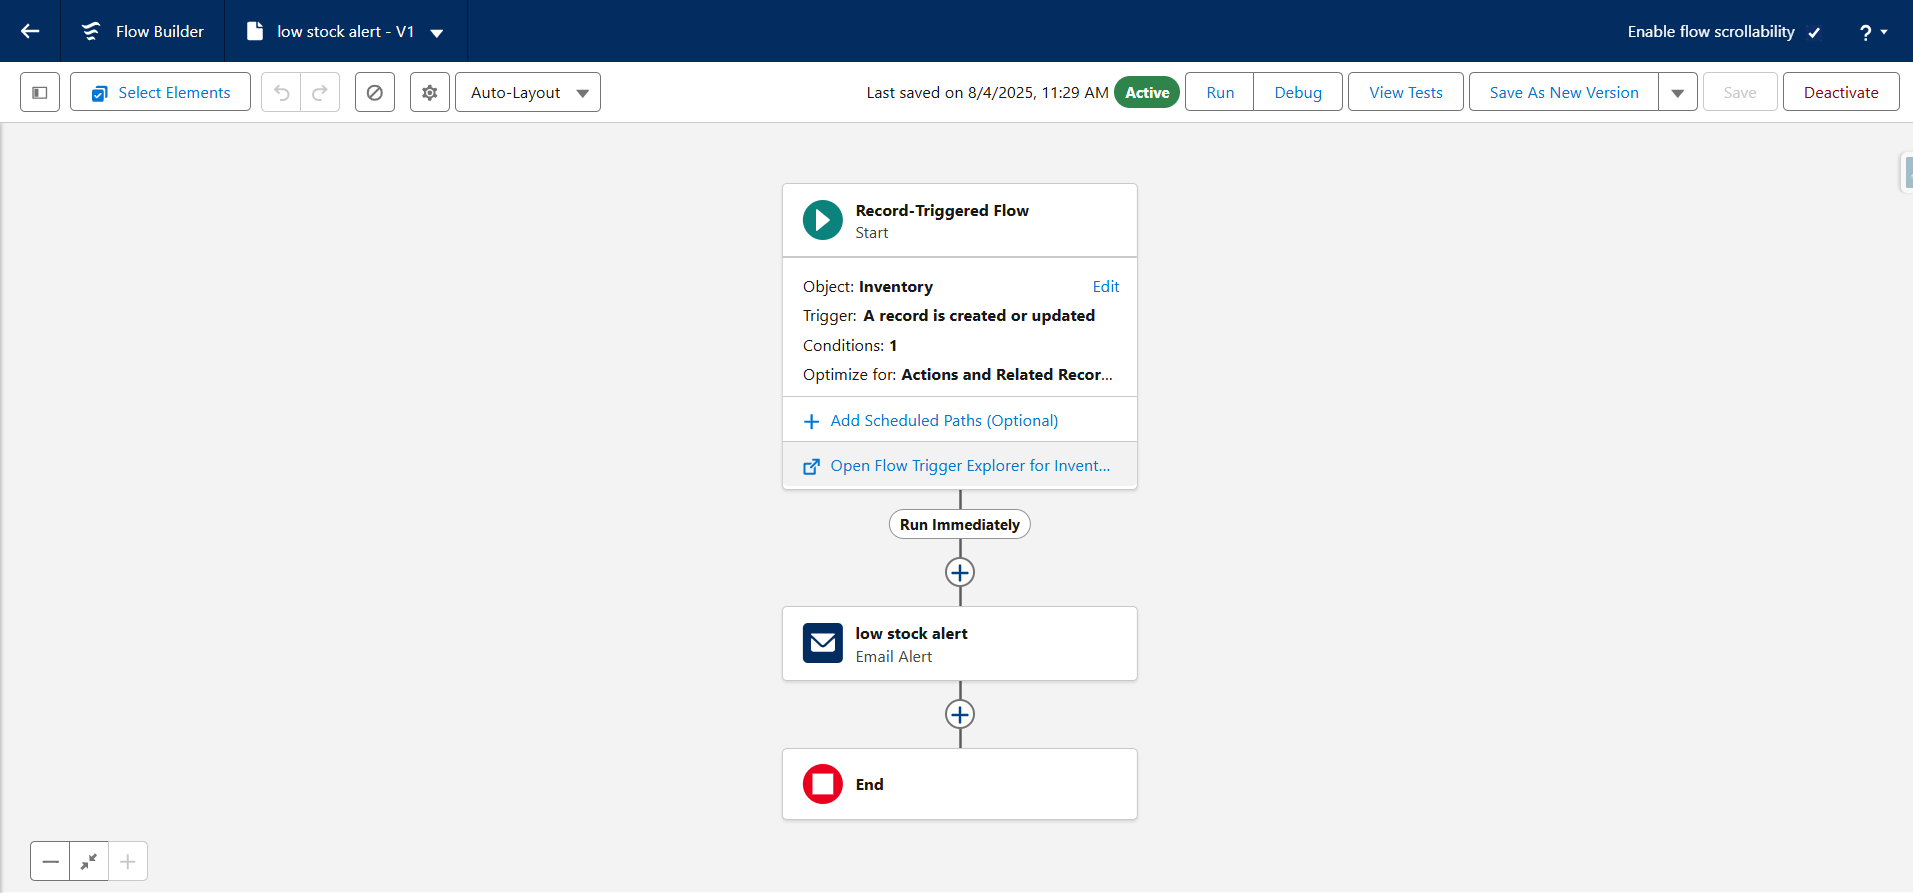 Flow Builder
low stock alert - V1
Enable flow scrollability
?
Select Elements
Auto-Layout
Last saved on 8/4/2025, 11:29 AM
Active
Run
Debug
View Tests
Save As New Version
Save
Deactivate
Record-Triggered Flow
Start
Object: Inventory
Edit
Trigger: A record is created or updated
Conditions: 1
Optimize for: Actions and Related Recor...
Add Scheduled Paths (Optional)
Open Flow Trigger Explorer for Invent...
Run Immediately
low stock alert
Email Alert
End